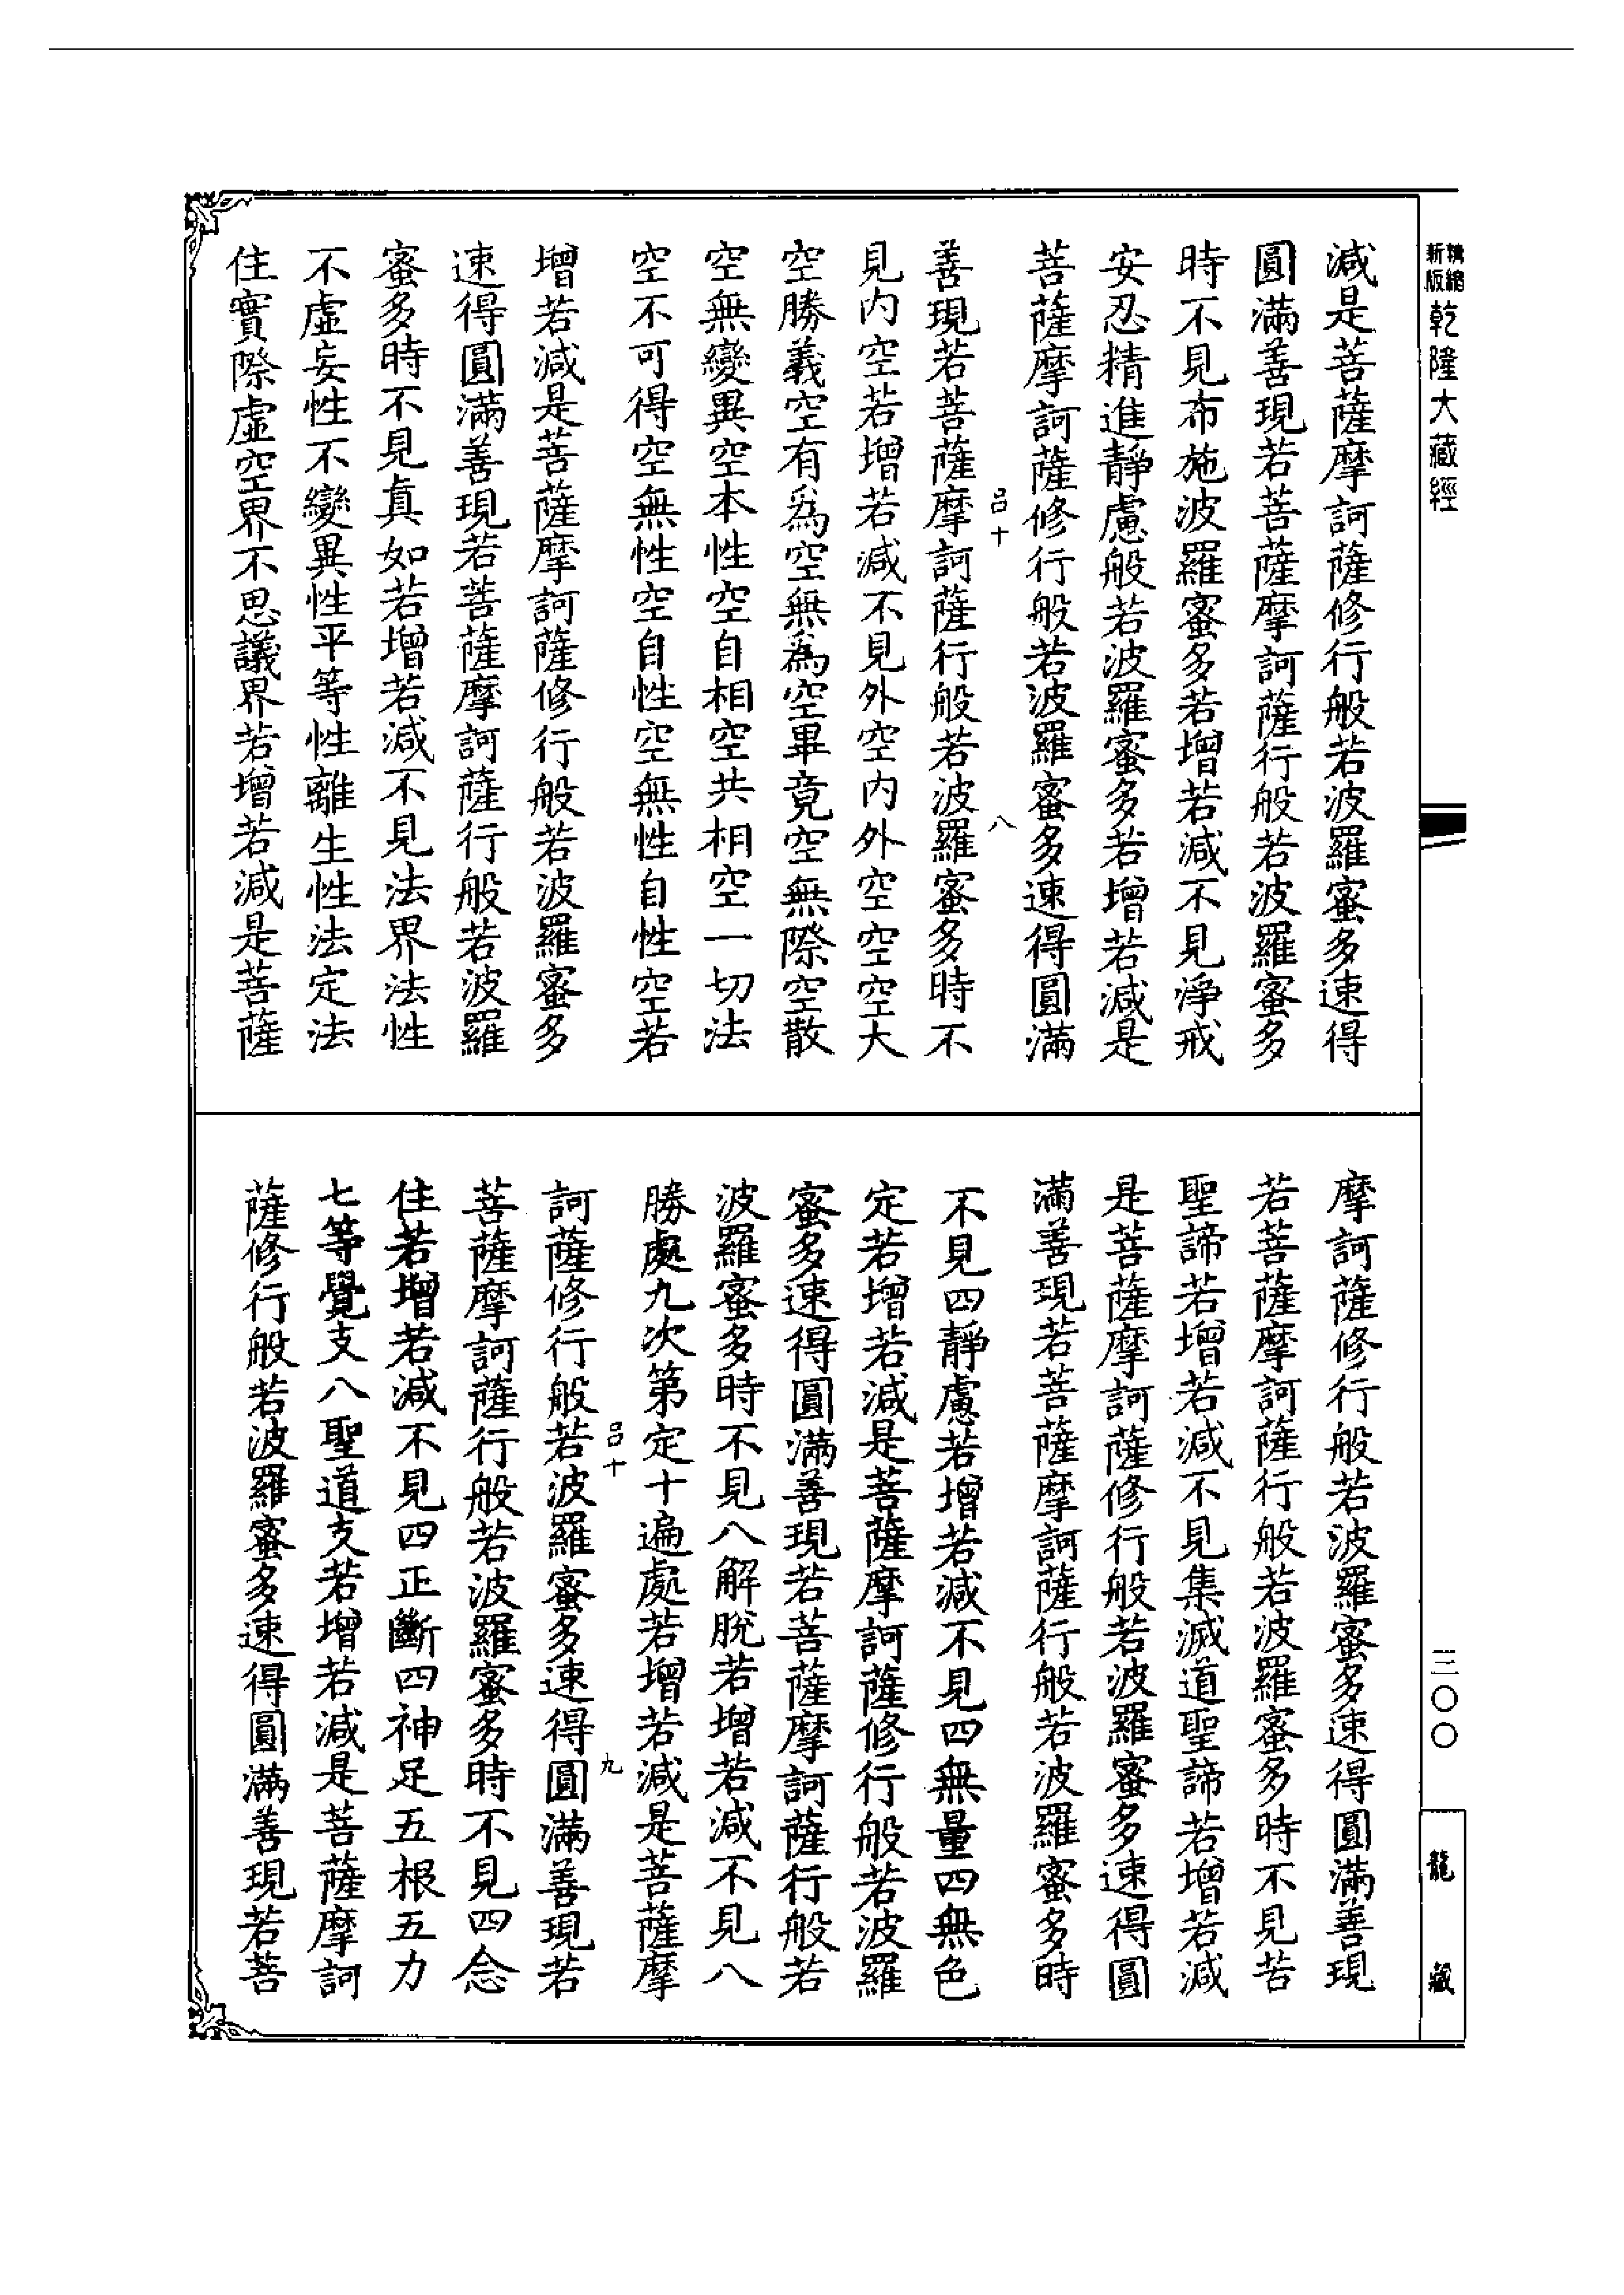 新版精縮乾隆大藏經
減是菩薩摩訶薩修行般若波羅蜜多速得
圓滿善現若菩薩摩訶薩行般若波羅蜜多
時不見布施波羅蜜多若增若減不見淨戒
安忍精進靜慮般若波羅蜜多若增若減是
菩薩摩訶薩修行般若波羅蜜多速得圓滿
吕十 八
善現若菩薩摩訶薩行般若波羅蜜多時不
見内空若增若減不見外空内外空空空大
空勝義空有爲空無爲空畢竟空無際空散
空無變異空本性空自相空共相空一切法
空不可得空無性空自性空無性自性空若
增若減是菩薩摩訶薩修行般若波羅蜜多
速得圓滿善現若菩薩摩訶薩行般若波羅
蜜多時不見真如若增若減不見法界法性
不虛妄性不變異性平等性離生性法定法
住實際虛空界不思議界若增若減是菩薩
摩訶薩修行般若波羅蜜多速得圓滿善現
若菩薩摩訶薩行般若波羅蜜多時不見苦
聖諦若增若減不見集滅道聖諦若增若減
是菩薩摩訶薩修行般若波羅蜜多速得圓
滿善現若菩薩摩訶薩行般若波羅蜜多時
不見四靜慮若增若減不見四無量四無色
定若增若減是菩薩摩訶薩修行般若波羅
蜜多速得圓滿善現若菩薩摩訶薩行般若
波羅蜜多時不見八解脫若增若減不見八
勝處九次第定十遍處若增若減是菩薩摩
吕十 九
訶薩修行般若波羅蜜多速得圓滿善現若
菩薩摩訶薩行般若波羅蜜多時不見四念
住若增若減不見四正斷四神足五根五力
七等覺支八聖道支若增若減是菩薩摩訶
薩修行般若波羅蜜多速得圓滿善現若菩
三〇〇
龍藏